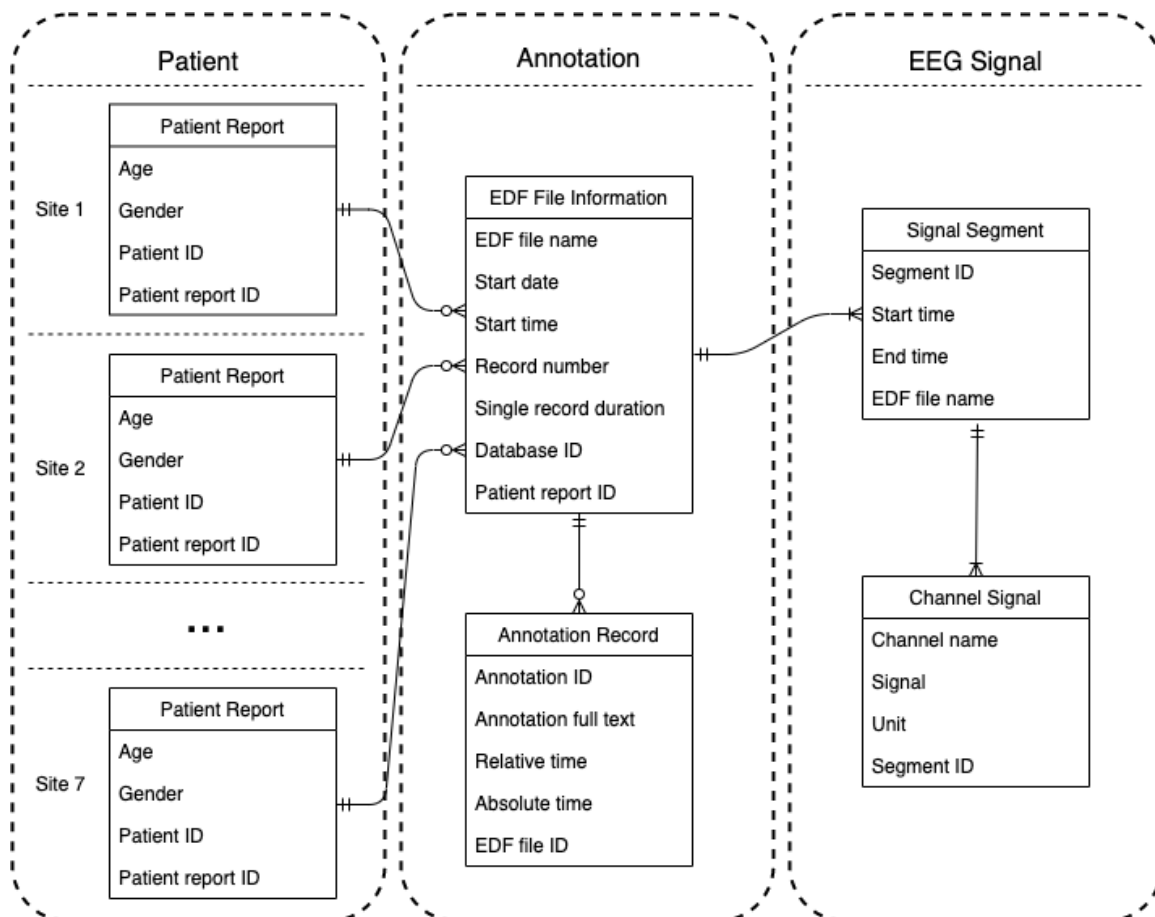 Patient
Patient Report
Site 1
Age
Gender
Patient ID
Patient report ID
Patient Report
Site 2
Age
Gender
Patient ID
Patient report ID
...
Patient Report
Site 7
Age
Gender
Patient ID
Patient report ID
Annotation
EDF File Information
EDF file name
Start date
Start time
Record number
Single record duration
Database ID
Patient report ID
Annotation Record
Annotation ID
Annotation full text
Relative time
Absolute time
EDF file ID
EEG Signal
Signal Segment
Segment ID
Start time
End time
EDF file name
Channel Signal
Channel name
Signal
Unit
Segment ID